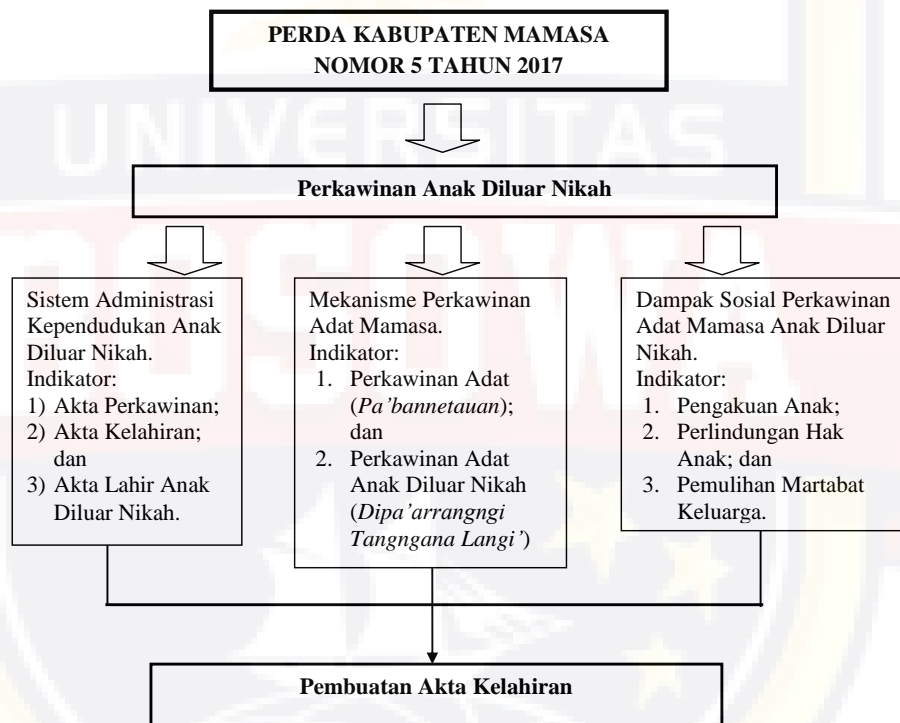 PERDA KABUPATEN MAMASA
NOMOR 5 TAHUN 2017
UNIVERSITAS
Perkawinan Anak Diluar Nikah
BOSOWA
Sistem Administrasi
Kependudukan Anak
Diluar Nikah.
Indikator:
1) Akta Perkawinan;
2) Akta Kelahiran;
dan
3) Akta Lahir Anak
Diluar Nikah.
Mekanisme Perkawinan
Adat Mamasa.
Indikator:
1. Perkawinan Adat
(Pa’bannetauan);
dan
2. Perkawinan Adat
Anak Diluar Nikah
(Dipa’arrangngi
Tangngana Langi’)
Dampak Sosial Perkawinan
Adat Mamasa Anak Diluar
Nikah.
Indikator:
1. Pengakuan Anak;
2. Perlindungan Hak
Anak; dan
3. Pemulihan Martabat
Keluarga.
Pembuatan Akta Kelahiran